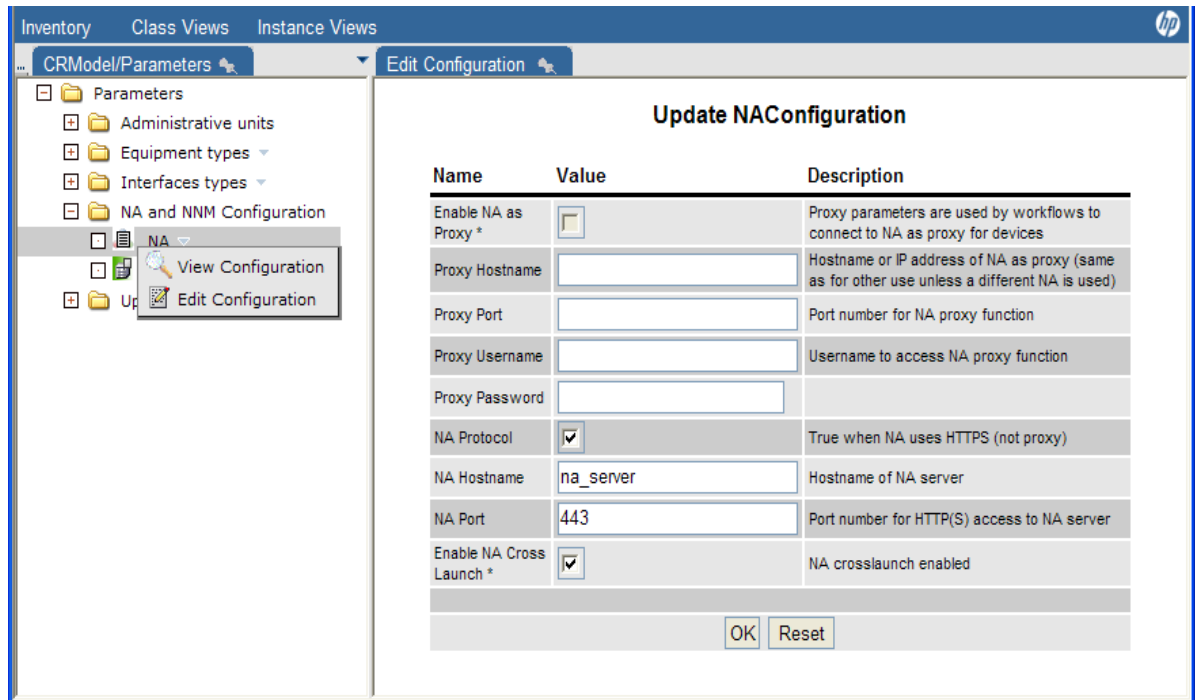 Inventory Class Views Instance Views
hp
... CRModel/Parameters
Edit Configuration
Parameters
Administrative units
Equipment types
Interfaces types
NA and NNM Configuration
NA
View Configuration
Edit Configuration
Up
Update NAConfiguration
Name Value Description
Enable NA as
Proxy *
Proxy parameters are used by workflows to
connect to NA as proxy for devices
Proxy Hostname
Hostname or IP address of NA as proxy (same
as for other use unless a different NA is used)
Proxy Port Port number for NA proxy function
Proxy Username Username to access NA proxy function
Proxy Password
NA Protocol True when NA uses HTTPS (not proxy)
NA Hostname na_server Hostname of NA server
NA Port 443 Port number for HTTP(S) access to NA server
Enable NA Cross
Launch *
NA crosslaunch enabled
OK Reset